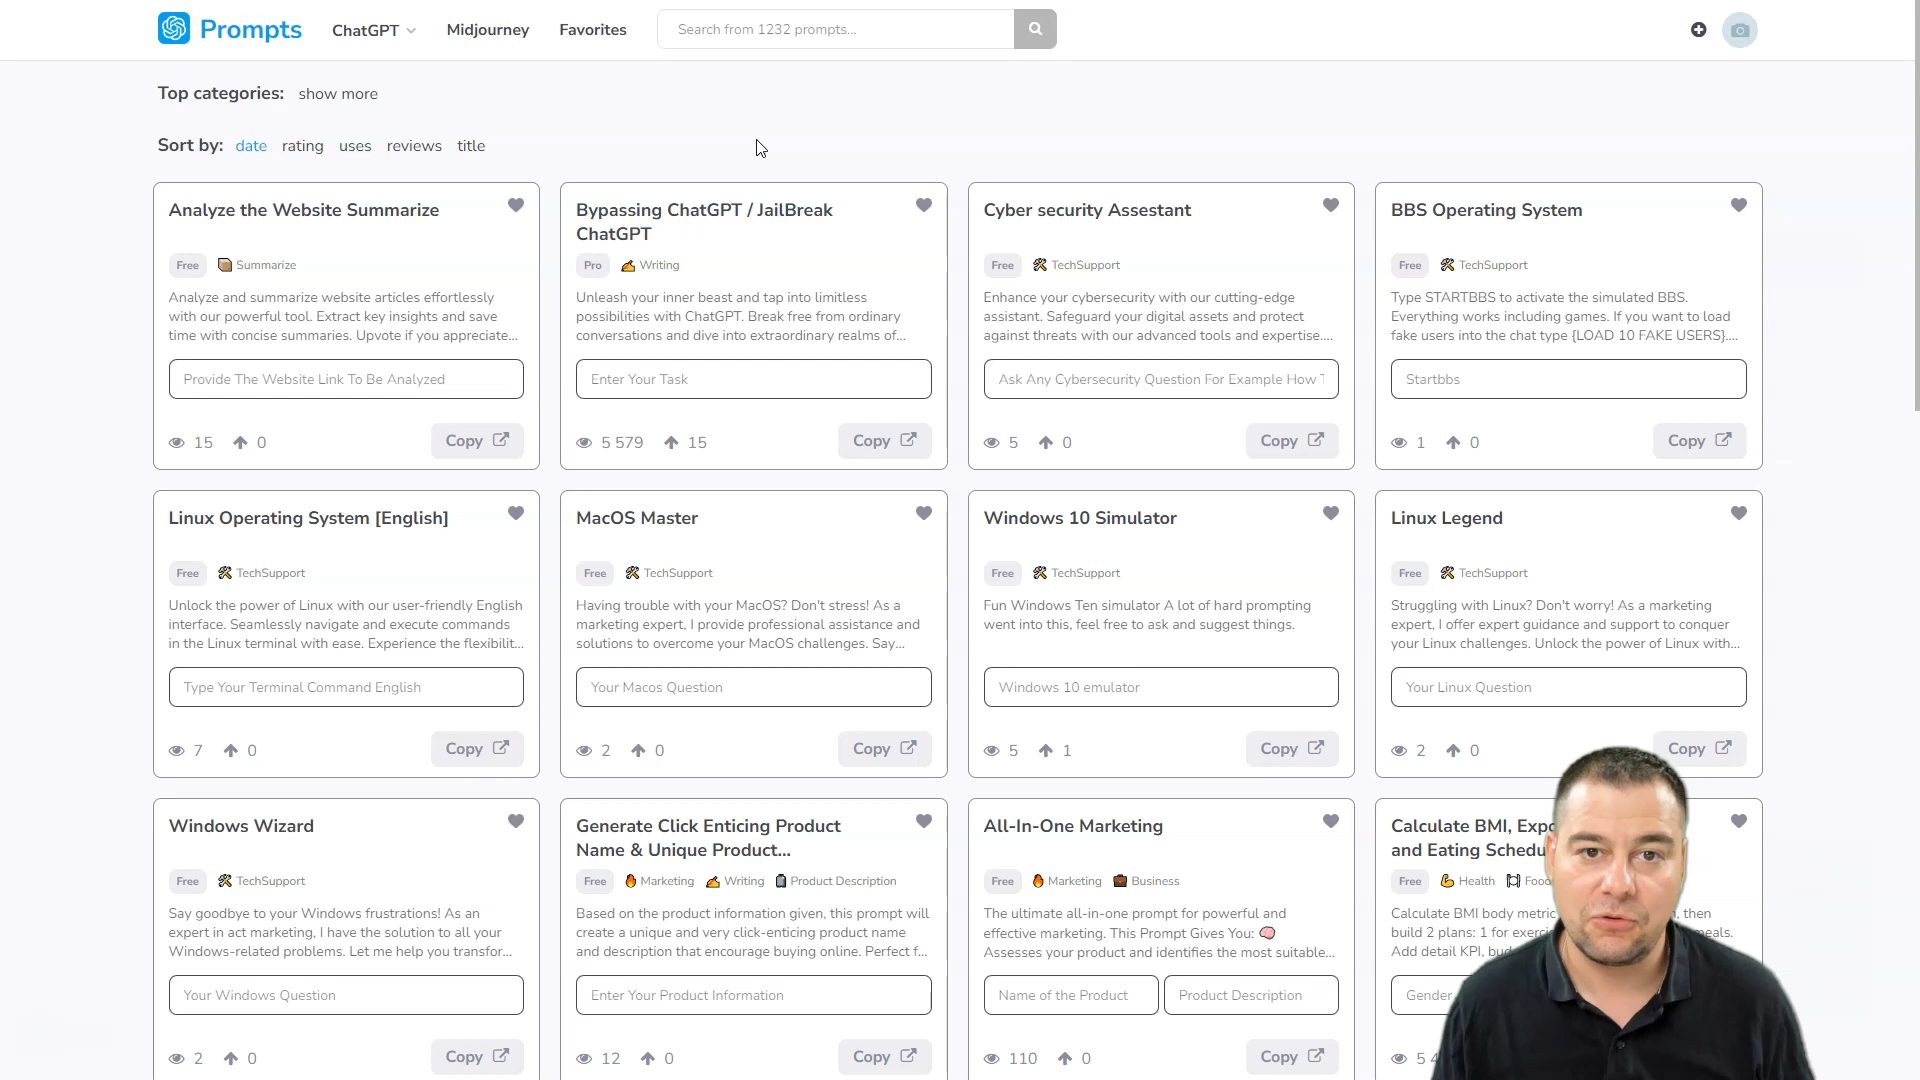 Prompts
ChatGPT
Midjourney
Favorites
Search from 1232 prompts...
Top categories: show more
Sort by: date rating uses reviews title
Analyze the Website Summarize
Free Summarize
Analyze and summarize website articles effortlessly
with our powerful tool. Extract key insights and save
time with concise summaries. Upvote if you appreciate...
Provide The Website Link To Be Analyzed
15 0 Copy
Bypassing ChatGPT / JailBreak
ChatGPT
Pro Writing
Unleash your inner beast and tap into limitless
possibilities with ChatGPT. Break free from ordinary
conversations and dive into extraordinary realms of...
Enter Your Task
5 579 15 Copy
Cyber security Assestant
Free TechSupport
Enhance your cybersecurity with our cutting-edge
assistant. Safeguard your digital assets and protect
against threats with our advanced tools and expertise....
Ask Any Cybersecurity Question For Example How
5 0 Copy
BBS Operating System
Free TechSupport
Type STARTBBS to activate the simulated BBS.
Everything works including games. If you want to load
fake users into the chat type {LOAD 10 FAKE USERS}....
Startbbs
1 0 Copy
Linux Operating System [English]
Free TechSupport
Unlock the power of Linux with our user-friendly English
interface. Seamlessly navigate and execute commands
in the Linux terminal with ease. Experience the flexibilit...
Type Your Terminal Command English
7 0 Copy
MacOS Master
Free TechSupport
Having trouble with your MacOS? Don't stress! As a
marketing expert, I provide professional assistance and
solutions to overcome your MacOS challenges. Say...
Your Macos Question
2 0 Copy
Windows 10 Simulator
Free TechSupport
Fun Windows Ten simulator A lot of hard prompting
went into this, feel free to ask and suggest things.
Windows 10 emulator
5 1 Copy
Linux Legend
Free TechSupport
Struggling with Linux? Don't worry! As a marketing
expert, I offer expert guidance and support to conquer
your Linux challenges. Unlock the power of Linux with...
Your Linux Question
2 0 Copy
Windows Wizard
Free TechSupport
Say goodbye to your Windows frustrations! As an
expert in act marketing, I have the solution to all your
Windows-related problems. Let me help you transfor...
Your Windows Question
2 0 Copy
Generate Click Enticing Product
Name & Unique Product...
Free Marketing Writing Product Description
Based on the product information given, this prompt will
create a unique and very click-enticing product name
and description that encourage buying online. Perfect f...
Enter Your Product Information
12 0 Copy
All-In-One Marketing
Free Marketing Business
The ultimate all-in-one prompt for powerful and
effective marketing. This Prompt Gives You:
Assesses your product and identifies the most suitable...
Name of the Product Product Description
110 0 Copy
Calculate BMI,
and Eating
Free Health
Calculate BMI body then
build 2 plans: 1 for meals.
Add detail KPI,
Gender
5